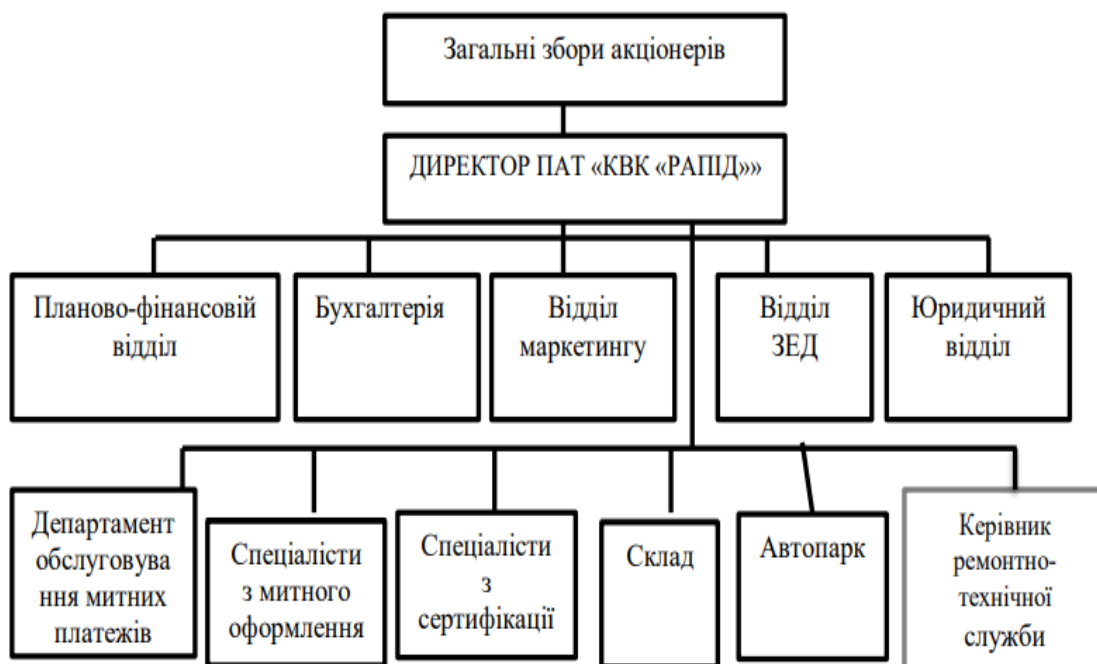 Загальні збори акціонерів
ДИРЕКТОР ПАТ «КВК «РАПІД»»
Планово-фінансовій
відділ
Бухгалтерія
Відділ
маркетингу
Відділ
ЗЕД
Юридичний
відділ
Департамент
обслуговува
ння митних
платежів
Спеціалісти
з митного
оформлення
Спеціалісти
з
сертифікації
Склад
Автопарк
Керівник
ремонтно-
технічної
служби